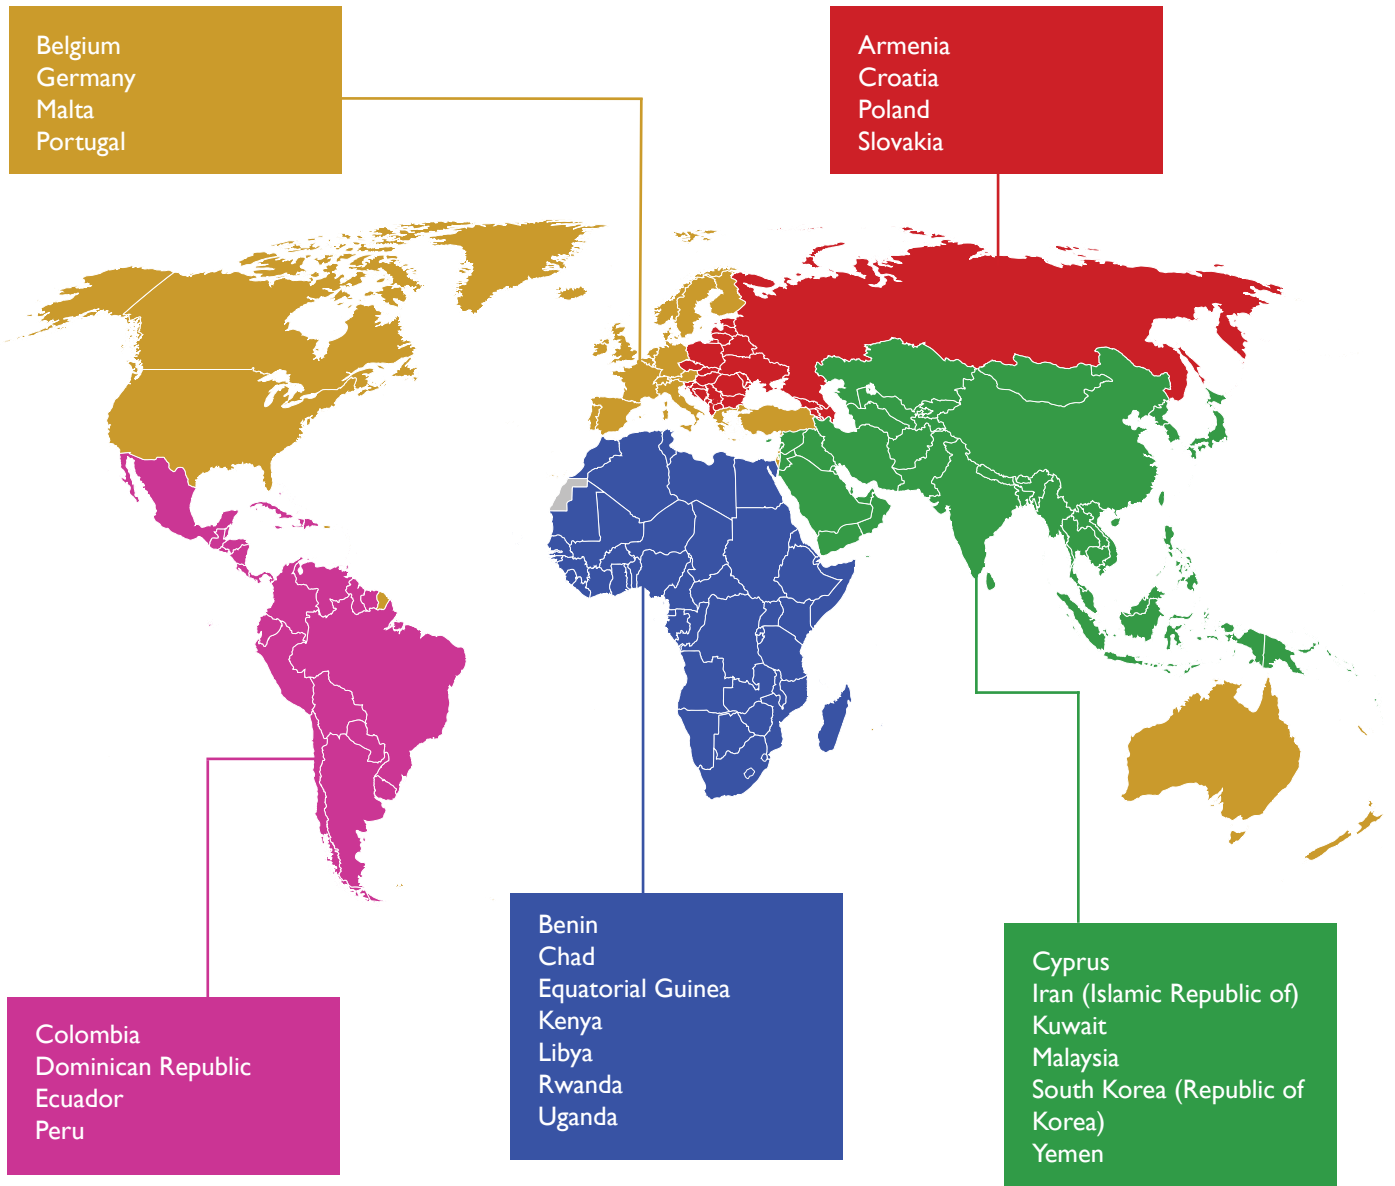 Belgium
Germany
Malta
Portugal
Armenia
Croatia
Poland
Slovakia
Colombia
Dominican Republic
Ecuador
Peru
Benin
Chad
Equatorial Guinea
Kenya
Libya
Rwanda
Uganda
Cyprus
Iran (Islamic Republic of)
Kuwait
Malaysia
South Korea (Republic of
Korea)
Yemen